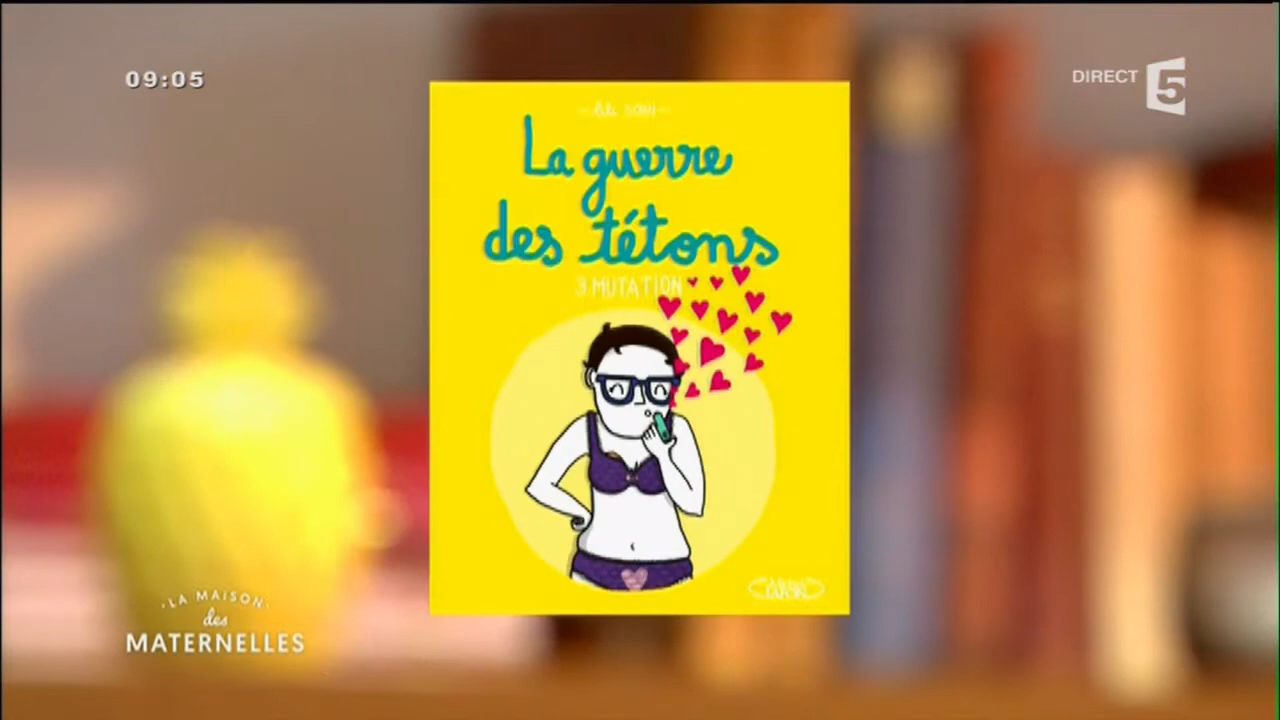 09:05
DIRECT 5
La guerre
des tétons
3. MUTATION
LA MAISON
des
MATERNELLES